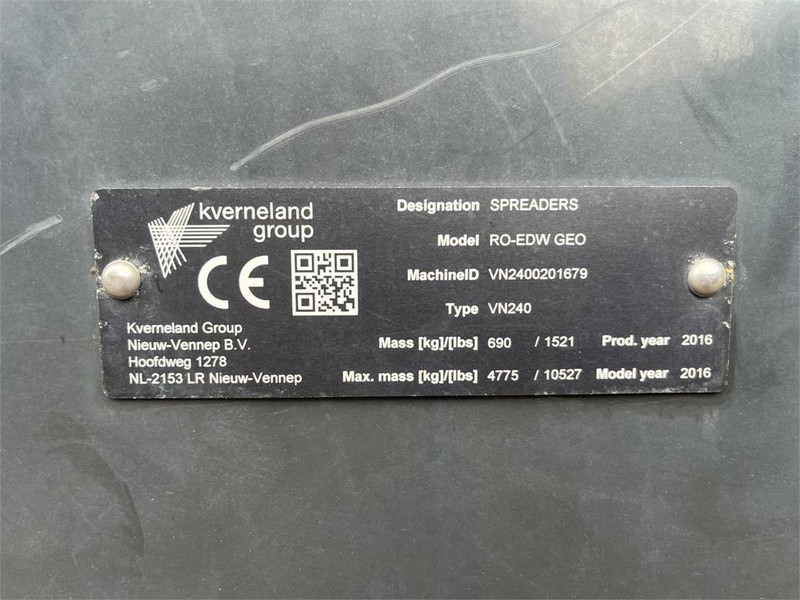 kverneland
group
CE
Kverneland Group
Nieuw-Vennep B.V.
Hoofdweg 1278
NL-2153 LR Nieuw-Vennep
Designation SPREADERS
Model RO-EDW GEO
MachineID VN2400201679
Type VN240
Mass [kg]/[lbs] 690 / 1521 Prod. year 2016
Max. mass [kg]/[lbs] 4775 / 10527 Model year 2016